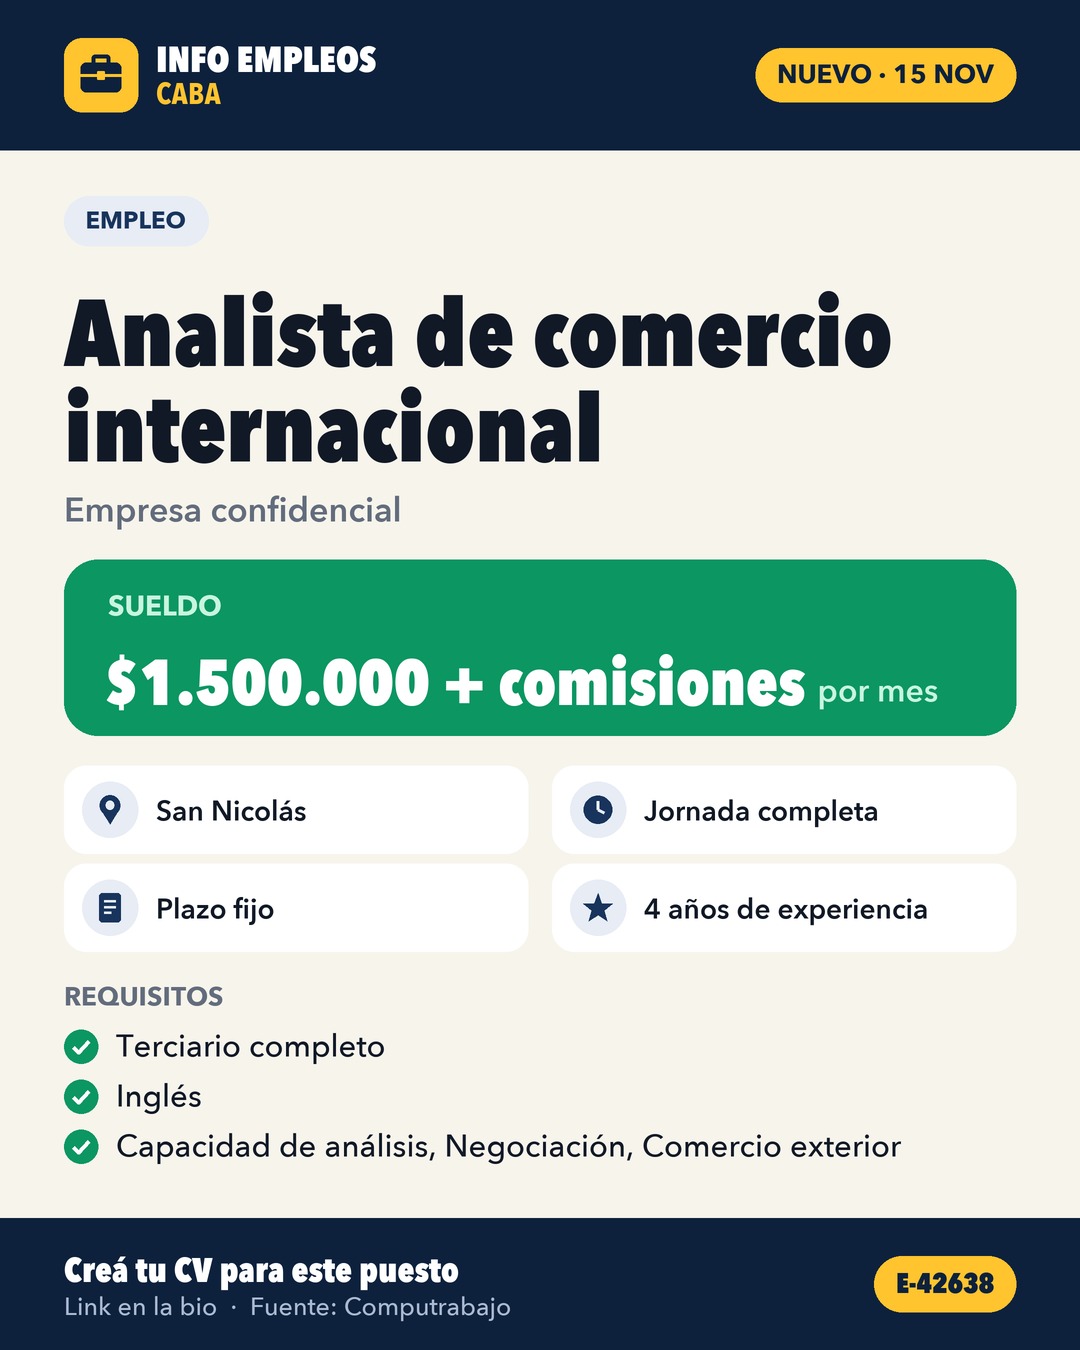 INFO EMPLEOS
CABA
NUEVO · 15 NOV
EMPLEO
Analista de comercio
internacional
Empresa confidencial
SUELDO
$1.500.000 + comisiones por mes
San Nicolás
Jornada completa
Plazo fijo
4 años de experiencia
REQUISITOS
Terciario completo
Inglés
Capacidad de análisis, Negociación, Comercio exterior
Creá tu CV para este puesto
Link en la bio · Fuente: Computrabajo
E-42638